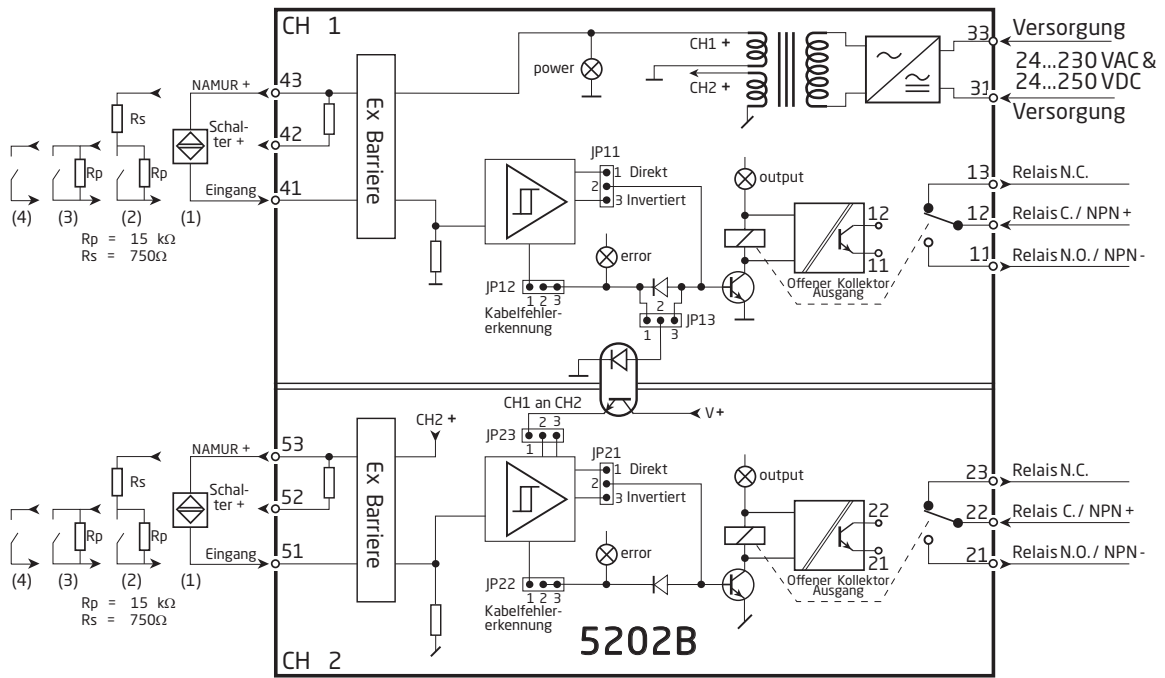 CH 1
33
Versorgung
24...230 VAC &
24...250 VDC
31
Versorgung
CH1 +
CH2 +
power
Ex Barriere
NAMUR +
43
Rs
Schal-
ter +
42
Rp
Rp
Eingang
41
(4)
(3)
(2)
(1)
Rp = 15 kΩ
Rs = 750Ω
JP11
1 Direkt
2
3 Invertiert
output
error
JP12
1 2 3
Kabelfehler-
erkennung
2
1
3
JP13
12
11
Offener Kollektor
Ausgang
13
Relais N.C.
12
Relais C. / NPN +
11
Relais N.O. / NPN -
CH1 an CH2
V+
CH2 +
JP23
2 3
1
Ex Barriere
NAMUR +
53
Rs
Schal-
ter +
52
Rp
Rp
Eingang
51
(4)
(3)
(2)
(1)
Rp = 15 kΩ
Rs = 750Ω
JP21
1 Direkt
2
3 Invertiert
output
error
JP22
1 2 3
Kabelfehler-
erkennung
22
21
Offener Kollektor
Ausgang
23
Relais N.C.
22
Relais C. / NPN +
21
Relais N.O. / NPN -
5202B
CH 2